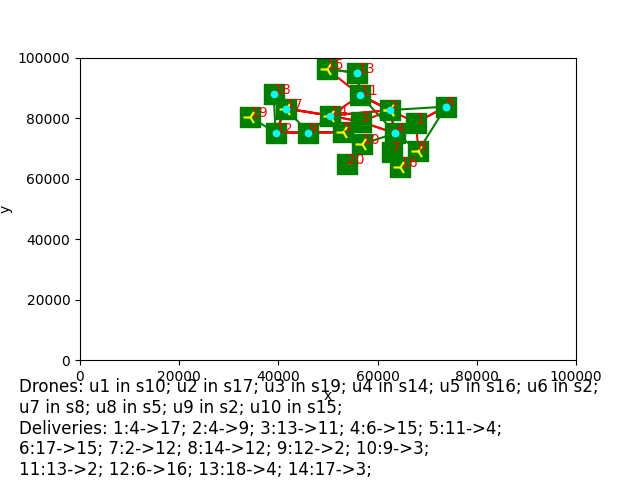 100000
80000
60000
40000
20000
0
0 20000 40000 60000 80000 100000
x
y
Drones: u1 in s10; u2 in s17; u3 in s19; u4 in s14; u5 in s16; u6 in s2;
u7 in s8; u8 in s5; u9 in s2; u10 in s15;
Deliveries: 1:4->17; 2:4->9; 3:13->11; 4:6->15; 5:11->4;
6:17->15; 7:2->12; 8:14->12; 9:12->2; 10:9->3;
11:13->2; 12:6->16; 13:18->4; 14:17->3;